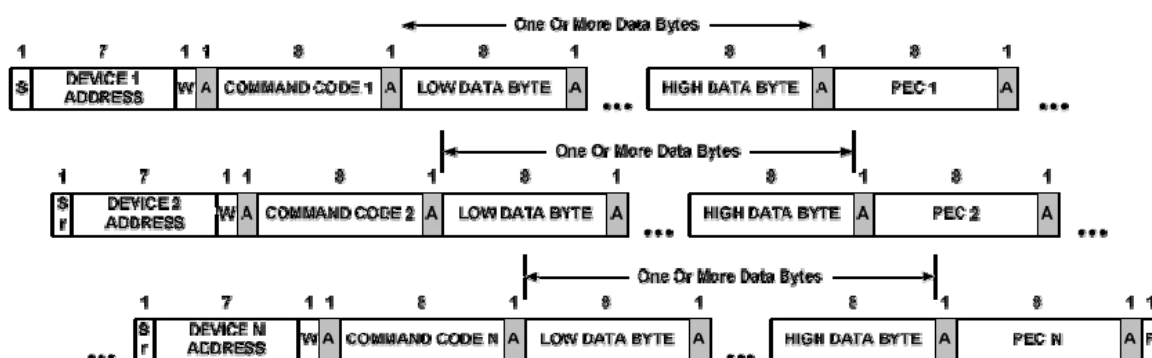 One Or More Data Bytes
1 7 1 1 8 1 8 1 8 1 8 1
S DEVICE 1 ADDRESS W A COMMAND CODE 1 A LOW DATA BYTE A ... HIGH DATA BYTE A PEC 1 A ...
One Or More Data Bytes
1 7 1 1 8 1 8 1 8 1 8 1
Sr DEVICE 2 ADDRESS W A COMMAND CODE 2 A LOW DATA BYTE A ... HIGH DATA BYTE A PEC 2 A ...
One Or More Data Bytes
1 7 1 1 8 1 8 1 8 1 8 1 1
... Sr DEVICE N ADDRESS W A COMMAND CODE N A LOW DATA BYTE A ... HIGH DATA BYTE A PEC N A P